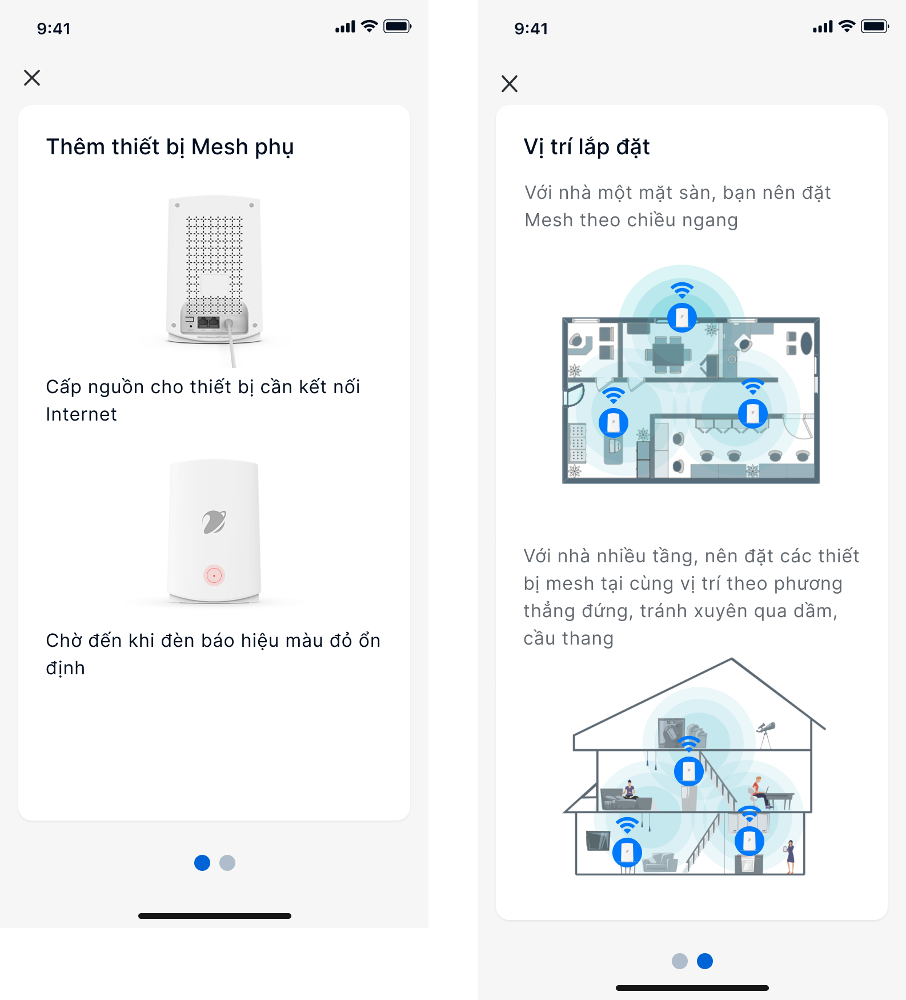 9:41
Thêm thiết bị Mesh phụ
Cấp nguồn cho thiết bị cần kết nối
Internet
Chờ đến khi đèn báo hiệu màu đỏ ổn
định
9:41
Vị trí lắp đặt
Với nhà một mặt sàn, bạn nên đặt
Mesh theo chiều ngang
Với nhà nhiều tầng, nên đặt các thiết
bị mesh tại cùng vị trí theo phương
thẳng đứng, tránh xuyên qua dầm,
cầu thang